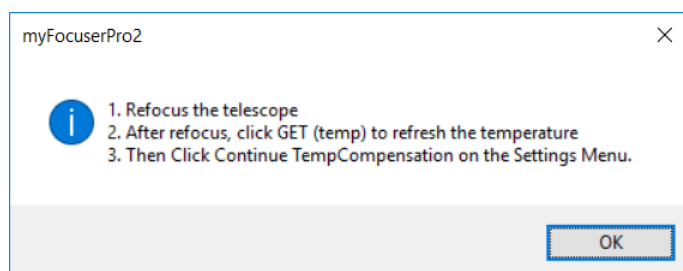 myFocuserPro2
1. Refocus the telescope
2. After refocus, click GET (temp) to refresh the temperature
3. Then Click Continue TempCompensation on the Settings Menu.
OK